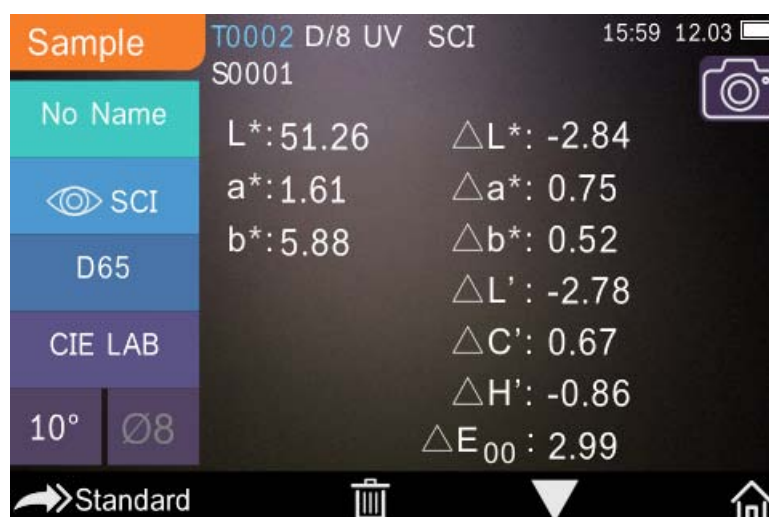 Sample
T0002 D/8 UV SCI 15:59 12.03
S0001
No Name
SCI
D65
CIE LAB
10° Ø8
L*:51.26
a*:1.61
b*:5.88
△L*: -2.84
△a*: 0.75
△b*: 0.52
△L’: -2.78
△C’: 0.67
△H’: -0.86
△E00 : 2.99
Standard